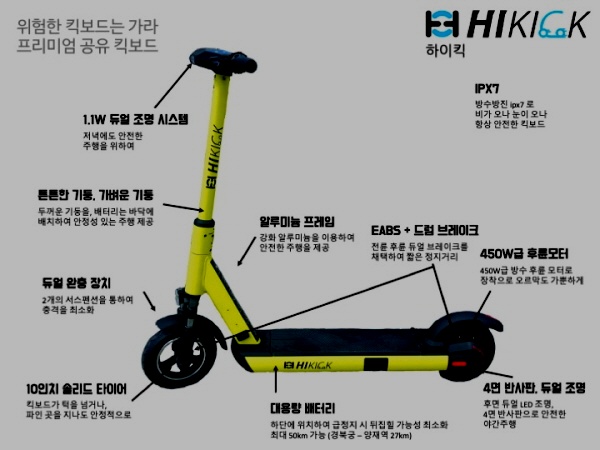 위험한 킥보드는 가라
프리미엄 공유 킥보드
HIKICK
하이킥
IPX7
방수방진 ipx7 로
비가 오나 눈이 오나
항상 안전한 킥보드
1.1W 듀얼 조명 시스템
저녁에도 안전한
주행을 위하여
튼튼한 기둥, 가벼운 기둥
두꺼운 기둥을, 배터리는 바닥에
배치하여 안정성 있는 주행 제공
알루미늄 프레임
강화 알루미늄을 이용하여
안전한 주행을 제공
EABS + 드럼 브레이크
전륜 후륜 듀얼 브레이크를
채택하여 짧은 정지거리
450W급 후륜모터
450W급 방수 후륜 모터로
장착으로 오르막도 가뿐하게
듀얼 완충 장치
2개의 서스펜션을 통하여
충격을 최소화
HIKICK
HIKICK
10인치 솔리드 타이어
킥보드가 턱을 넘거나,
파인 곳을 지나도 안정적으로
대용량 배터리
하단에 위치하여 급정지 시 뒤집힐 가능성 최소화
최대 50km 가능 (경복궁 – 양재역 27km)
4면 반사판, 듀얼 조명
후면 듀얼 LED 조명,
4면 반사판으로 안전한
야간주행